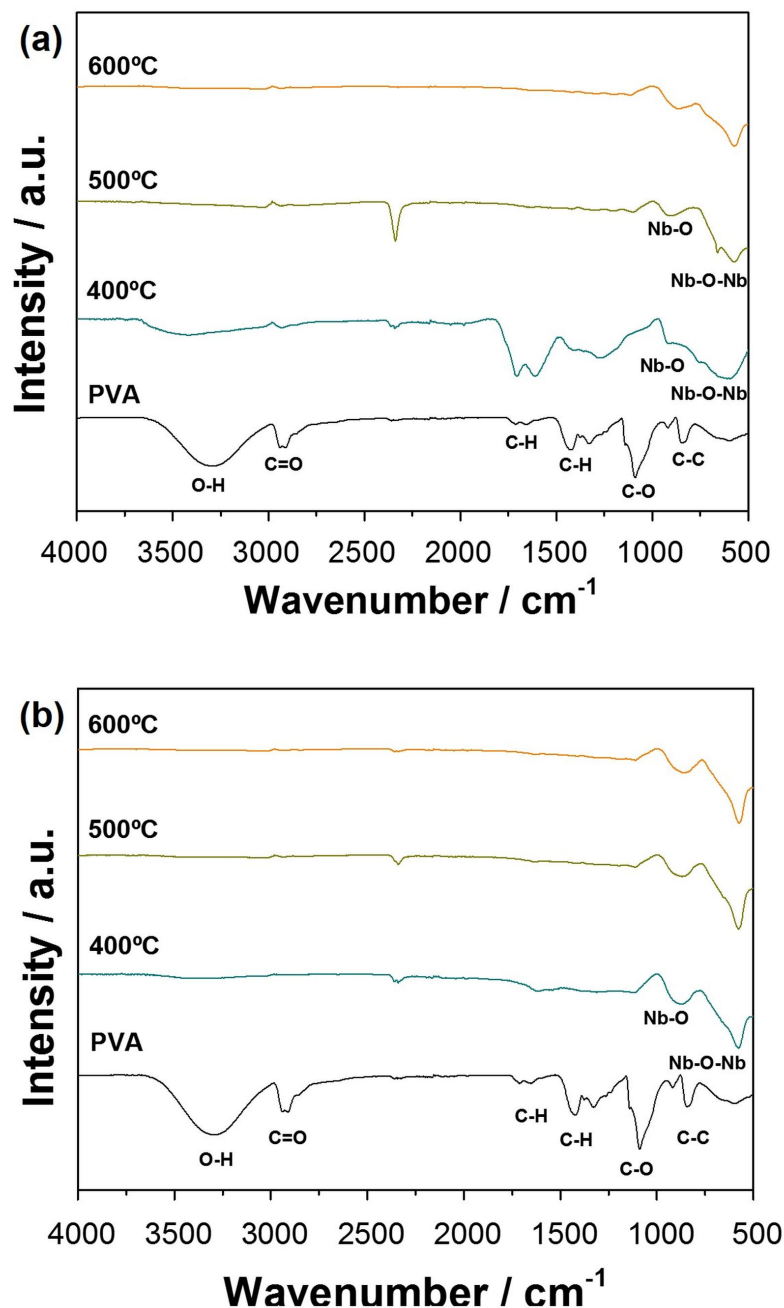 (a)
600ºC
500ºC
Nb-O
Nb-O-Nb
400ºC
Nb-O
Nb-O-Nb
PVA
O-H
C=O
C-H
C-H
C-O
C-C
Intensity / a.u.
4000 3500 3000 2500 2000 1500 1000 500
Wavenumber / cm⁻¹
(b)
600ºC
500ºC
400ºC
Nb-O
Nb-O-Nb
PVA
O-H
C=O
C-H
C-H
C-O
C-C
Intensity / a.u.
4000 3500 3000 2500 2000 1500 1000 500
Wavenumber / cm⁻¹